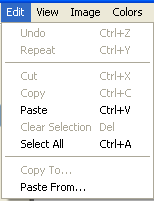 Edit View Image Colors
Undo Ctrl+Z
Repeat Ctrl+Y
Cut Ctrl+X
Copy Ctrl+C
Paste Ctrl+V
Clear Selection Del
Select All Ctrl+A
Copy To...
Paste From...